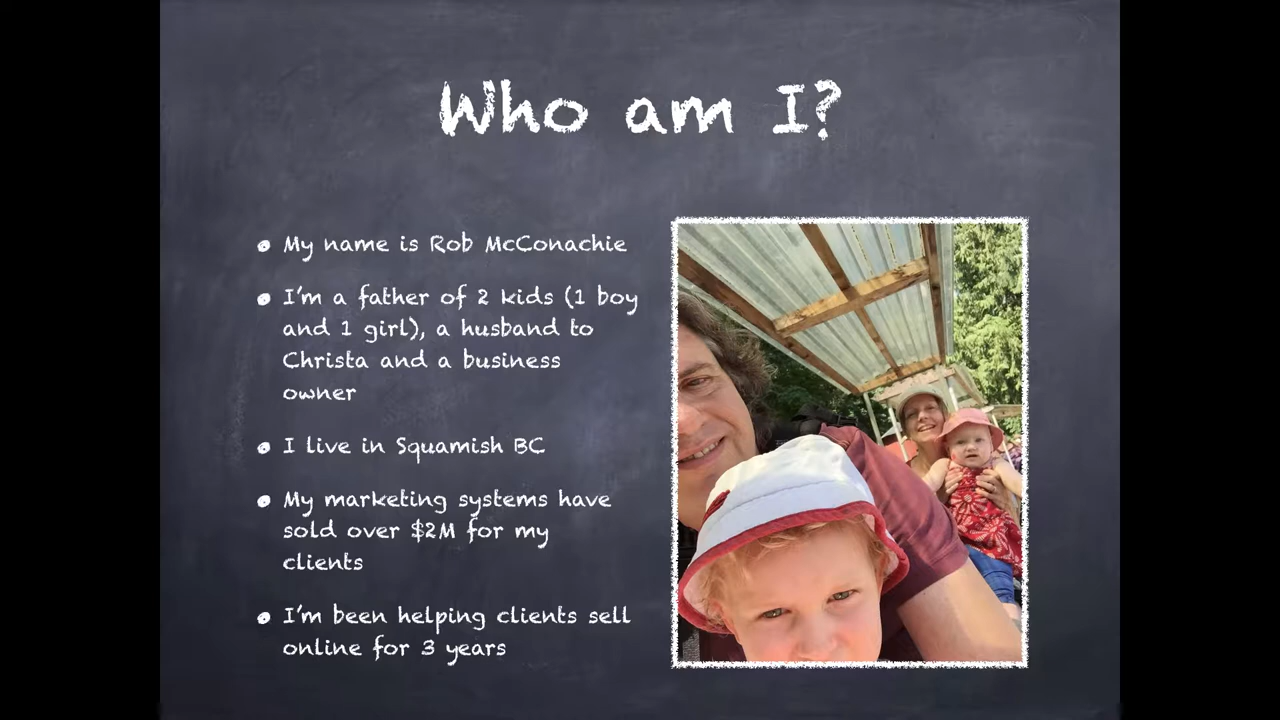 Who am I?
My name is Rob McConachie
I'm a father of 2 kids (1 boy
and 1 girl), a husband to
Christa and a business
owner
I live in Squamish BC
My marketing systems have
sold over $2M for my
clients
I'm been helping clients sell
online for 3 years